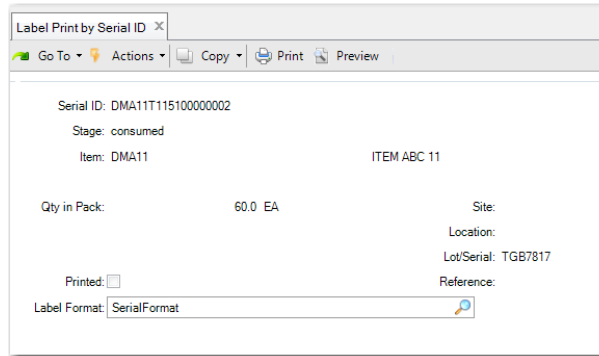 Label Print by Serial ID
Go To Actions Copy Print Preview
Serial ID: DMA11T115100000002
Stage: consumed
Item: DMA11 ITEM ABC 11
Qty in Pack: 60.0 EA Site:
Location:
Lot/Serial: TGB7817
Printed: Reference:
Label Format: SerialFormat